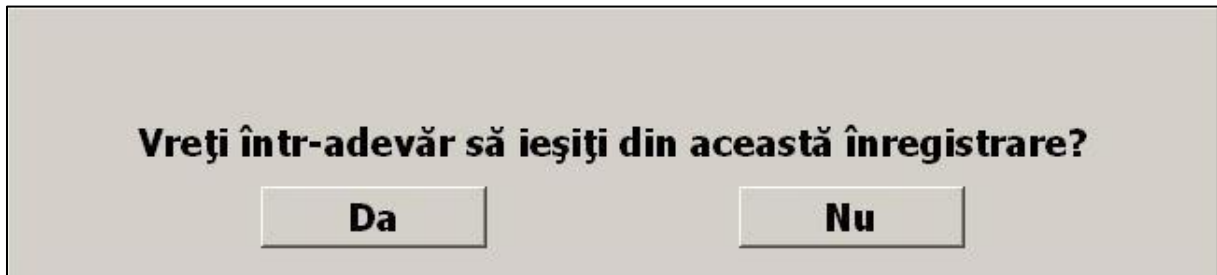 Vreţi într-adevăr să ieşiţi din această înregistrare?
Da Nu